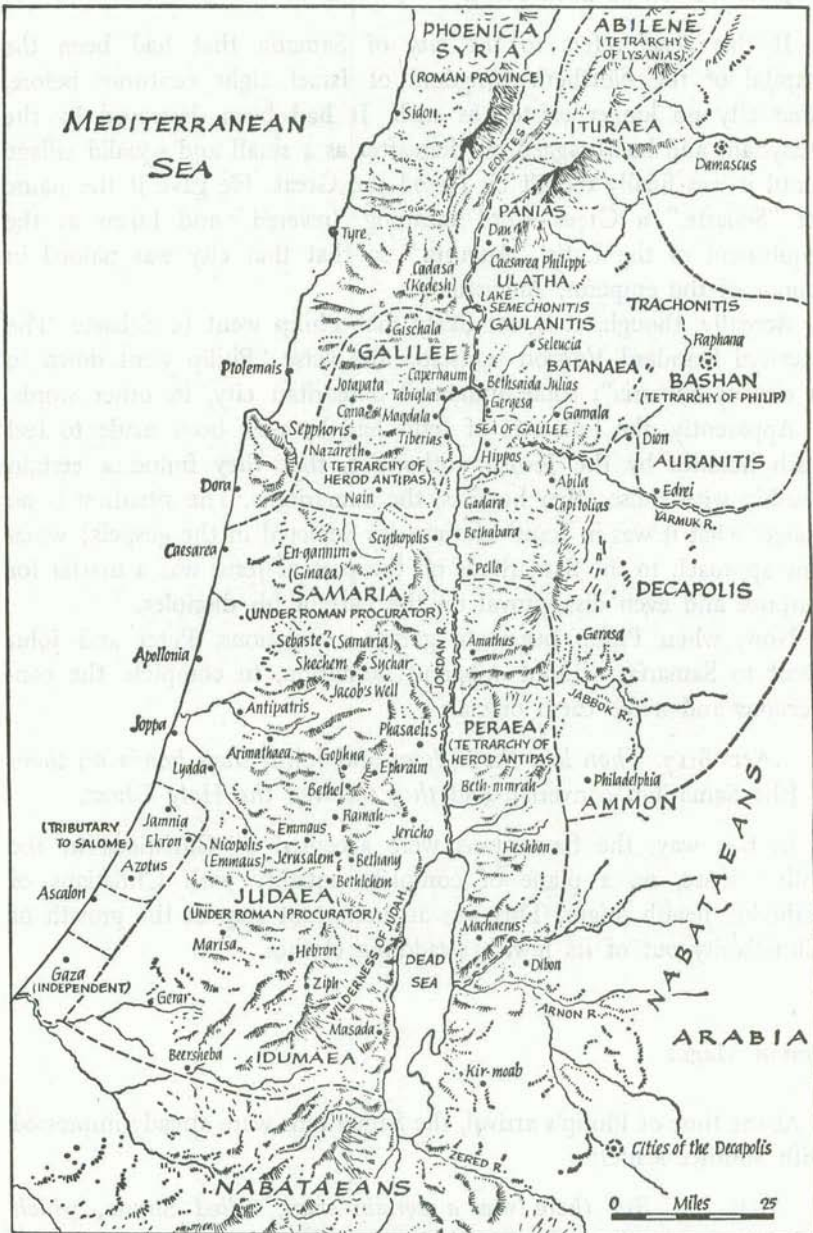 PHOENICIA
SYRIA
(ROMAN PROVINCE)
ABILENE
(TETRARCHY
OF LYSANIAS)
MEDITERRANEAN
SEA
Sidon
ITURAEA
Damascus
Tyre
PANIAS
Dan
Caesarea Philippi
Cadasa
(Kedesh)
ULATHA
LAKE
SEMECHONITIS
TRACHONITIS
GAULANITIS
Gischala
Seleucia
Raphana
GALILEE
BATANAEA
Ptolemais
Capernaum
BASHAN
(TETRARCHY OF PHILIP)
Jotapata
Bethsaida Julias
Tabigha
Gergesa
Cana
Magdala
Gamala
Sepphoris
SEA OF GALILEE
Tiberias
Dion
Nazareth
Hippos
AURANITIS
(TETRARCHY OF
HEROD ANTIPAS)
Dora
Abila
Edrei
Nain
Gadara
Capitolias
YARMUK R.
Caesarea
Scythopolis
Bethabara
En-gannim
(Ginaea)
Pella
SAMARIA
(UNDER ROMAN PROCURATOR)
DECAPOLIS
Sebaste (Samaria)
Amathus
Gerasa
Apollonia
Shechem
Sychar
JORDAN R.
Jacob's Well
JABBOK R.
Antipatris
Joppa
Phasaelis
PERAEA
(TETRARCHY OF
HEROD ANTIPAS)
Arimathaea
Gophna
Lydda
Ephraim
Philadelphia
Bethel
Beth-nimrah
AMMON
Ramah
(TRIBUTARY
TO SALOME)
Jamnia
Emmaus
Jericho
Ekron
Nicopolis
(Emmaus)
Jerusalem
Bethany
Heshbon
Azotus
Bethlehem
Ascalon
JUDAEA
(UNDER ROMAN PROCURATOR)
Machaerus
Marisa
WILDERNESS OF JUDAH
Hebron
DEAD
SEA
Dibon
NABATAEANS
Gaza
(INDEPENDENT)
Ziph
Gerar
ARNON R.
Masada
ARABIA
Beersheba
IDUMAEA
Kir-moab
Cities of the Decapolis
ZERED R.
NABATAEANS
0 Miles 25